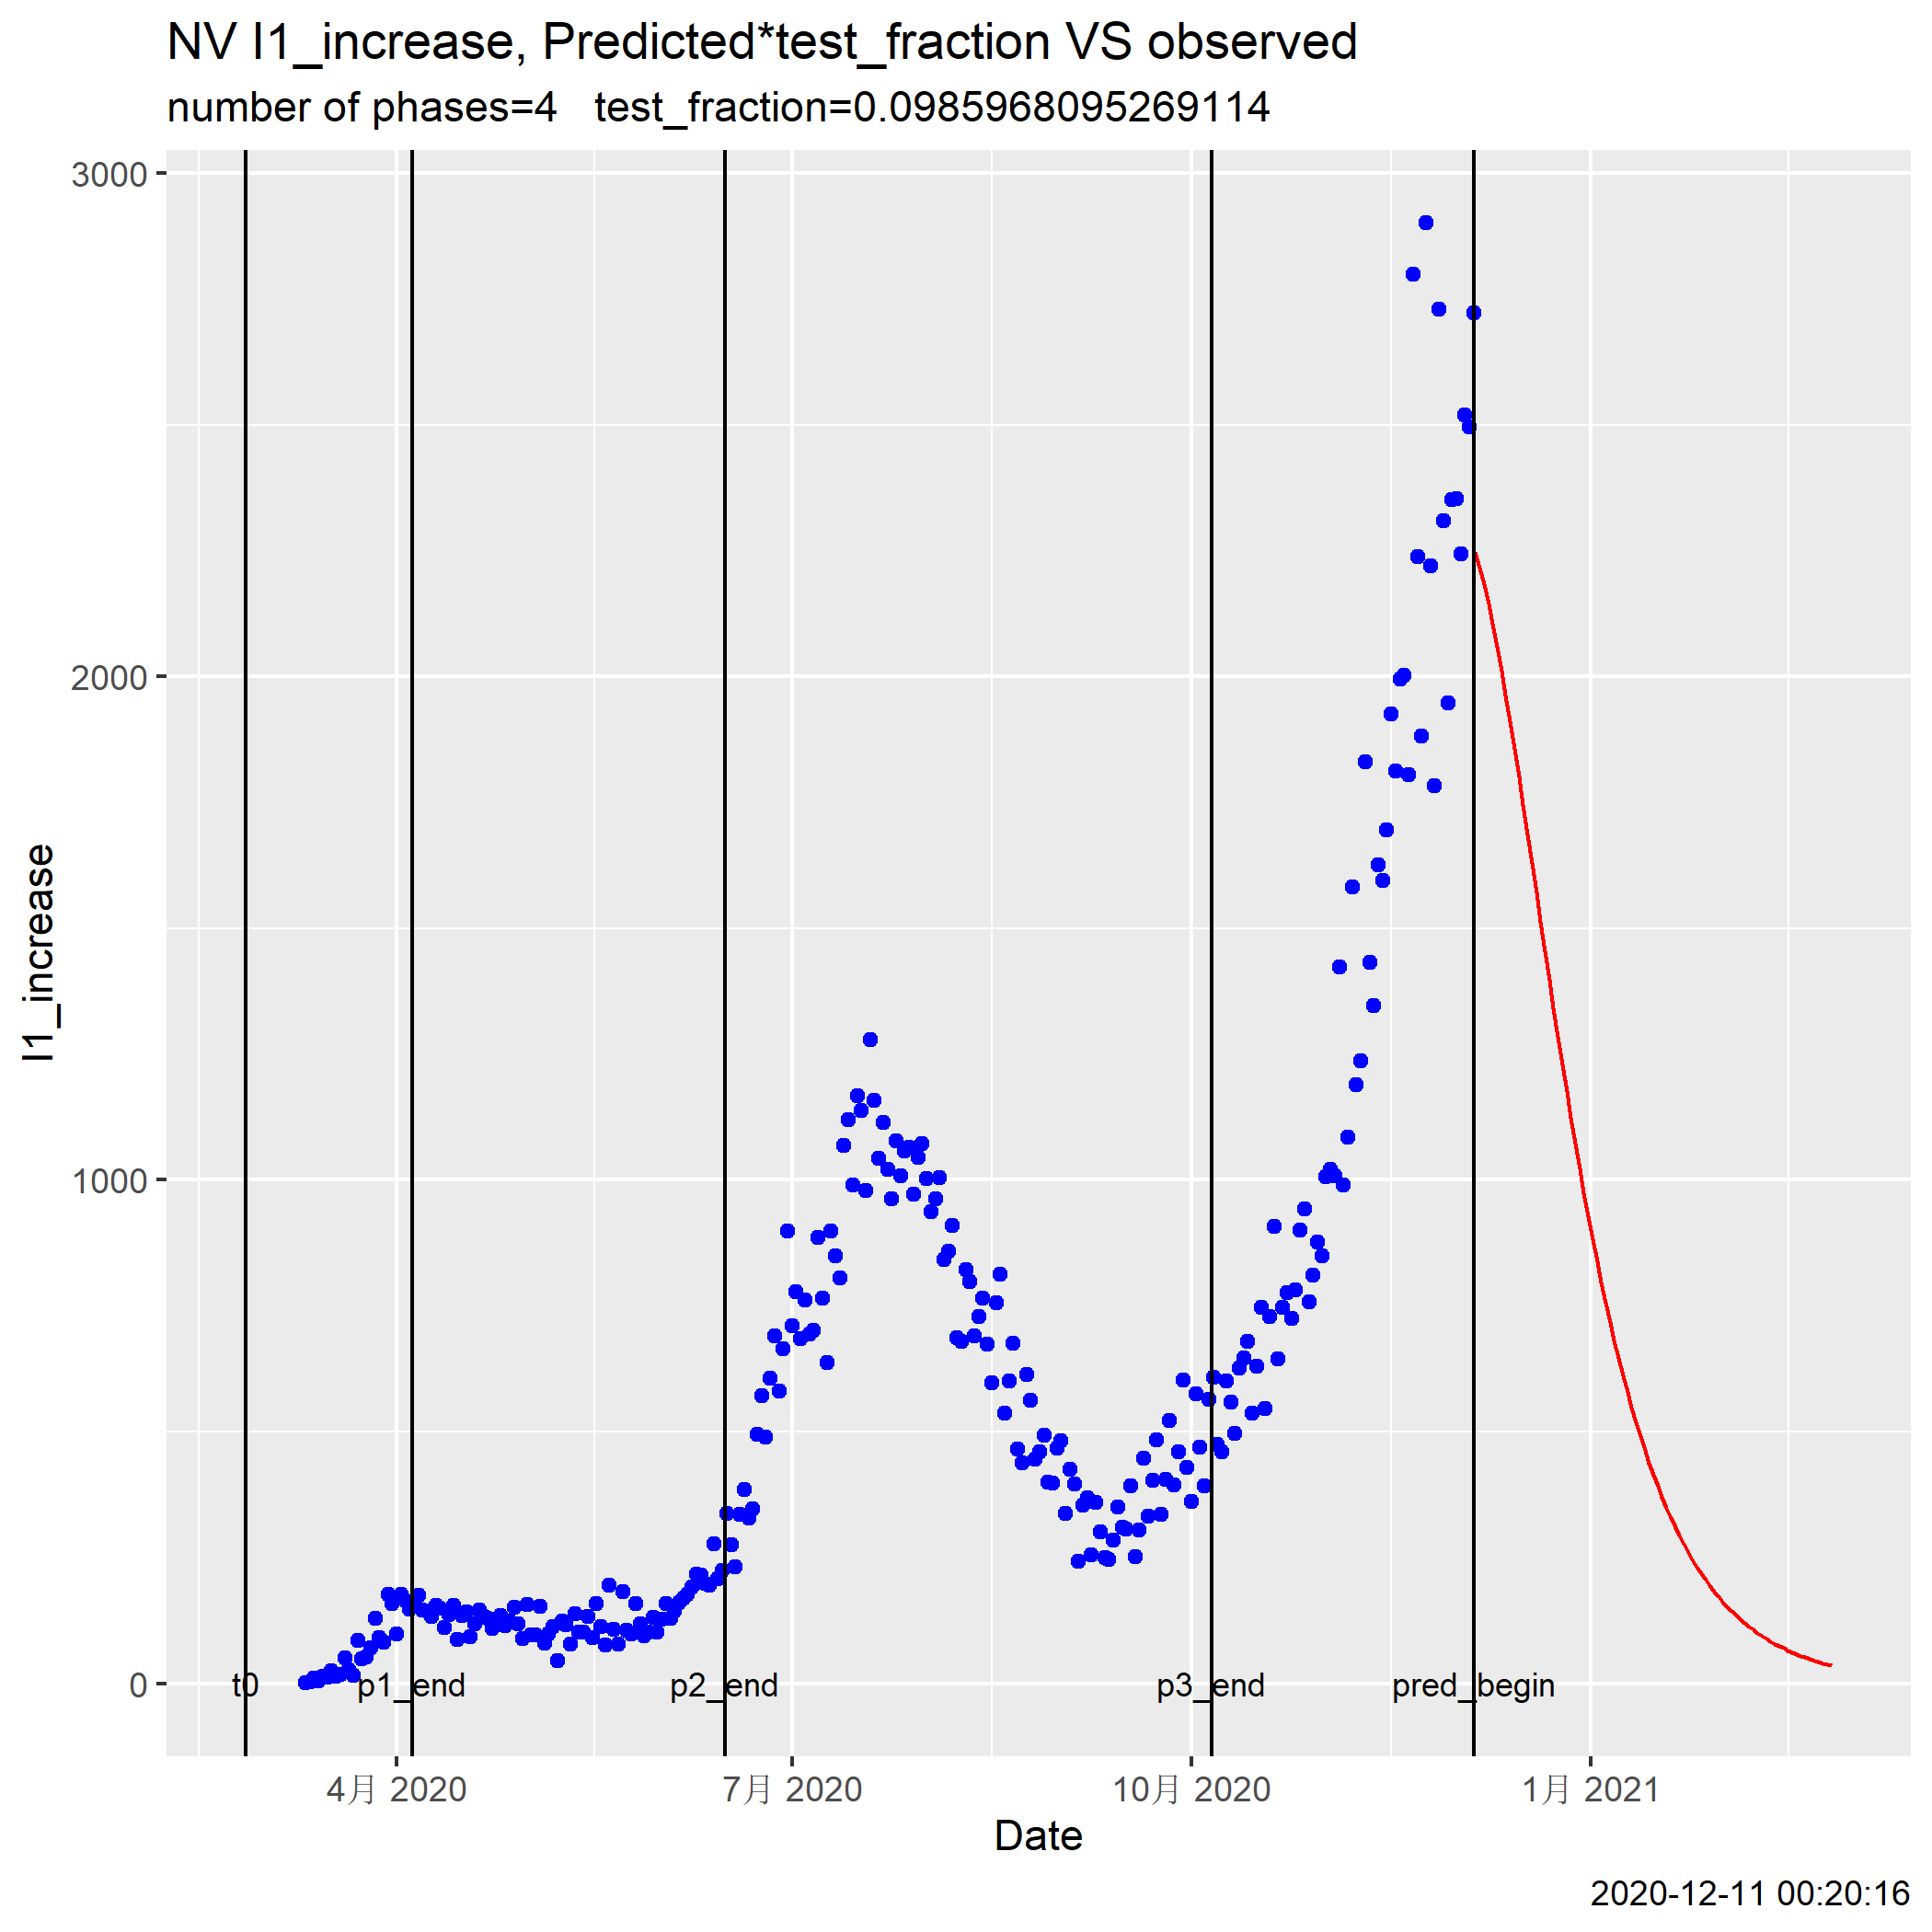 NV I1_increase, Predicted*test_fraction VS observed
number of phases=4 test_fraction=0.0985968095269114
3000
2000
1000
0
I1_increase
t0
p1_end
p2_end
p3_end
pred_begin
4月 2020
7月 2020
10月 2020
1月 2021
Date
2020-12-11 00:20:16